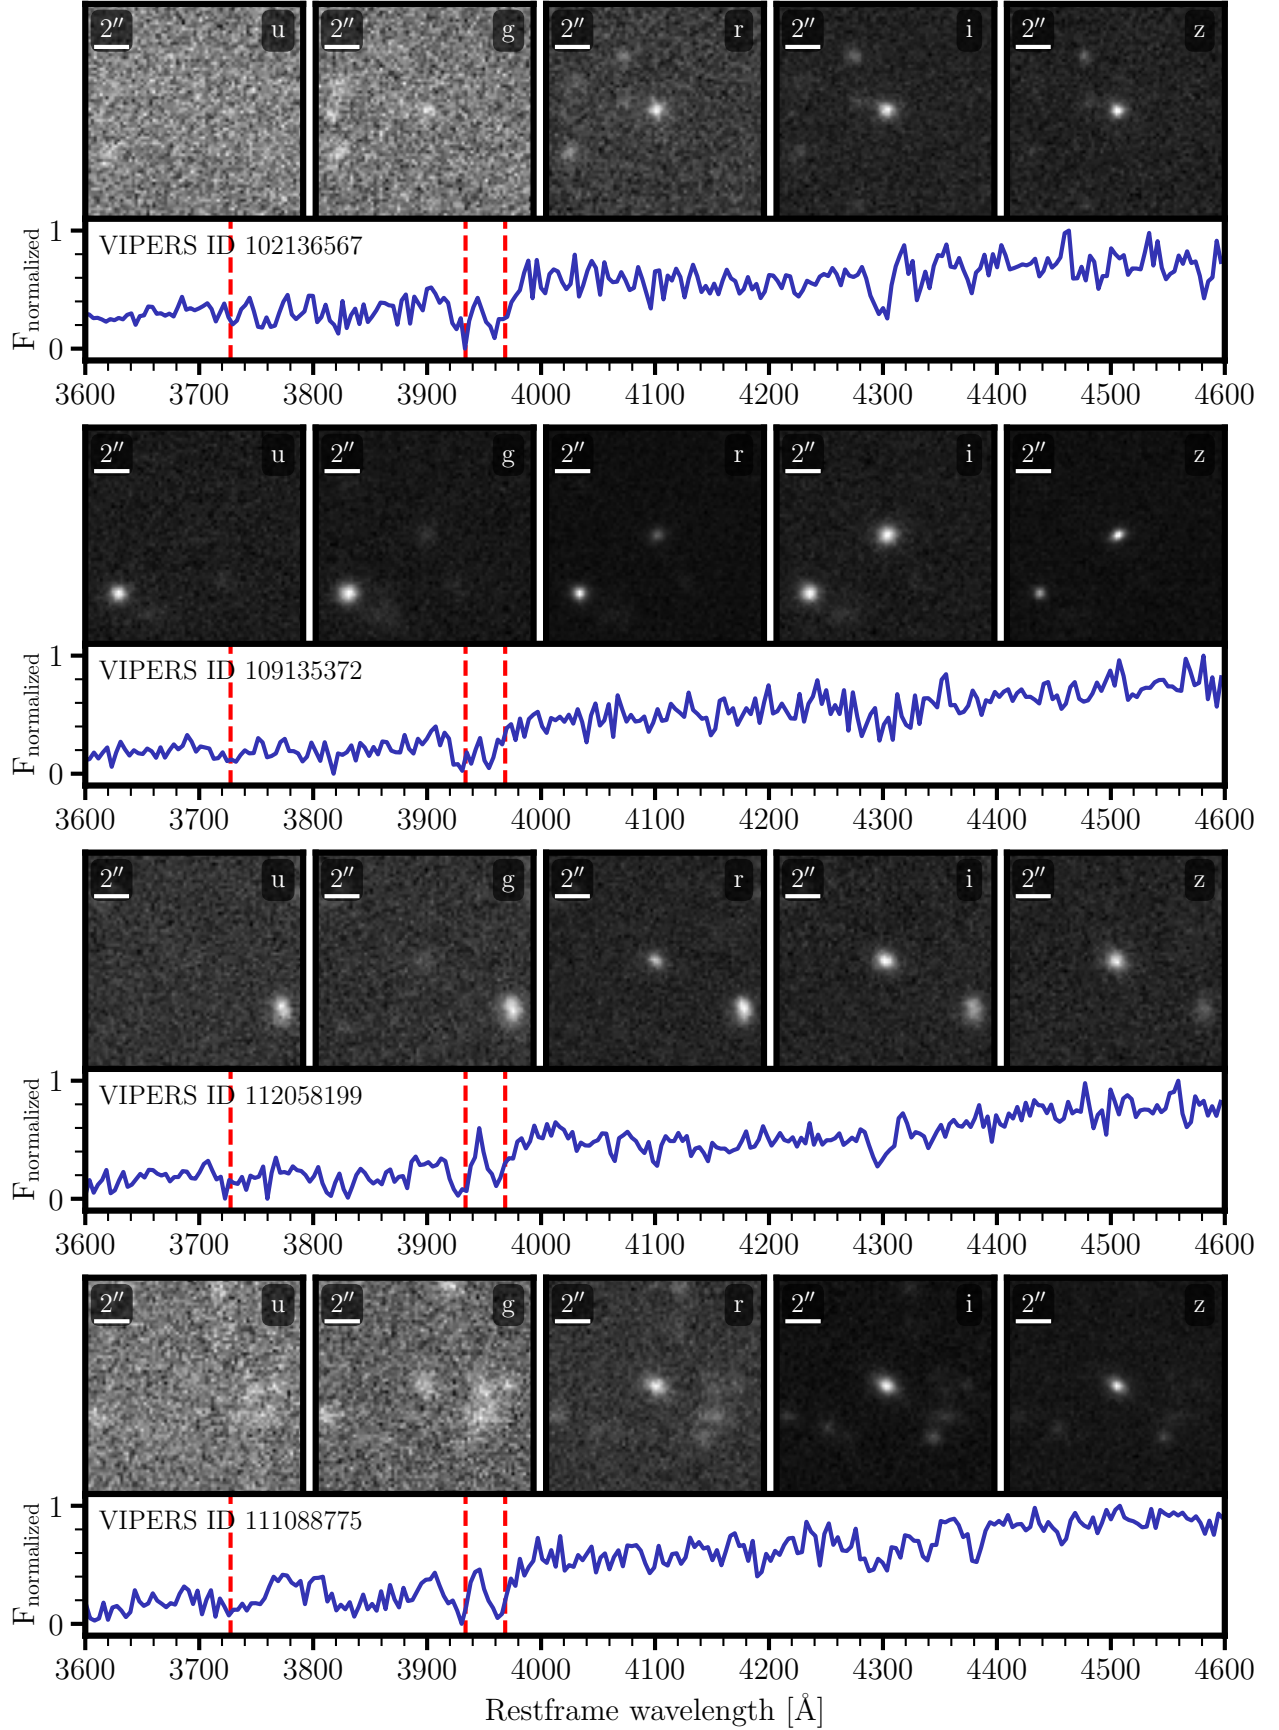 2″ u 2″ g 2″ r 2″ i 2″ z
VIPERS ID 102136567
F normalized
1
0
3600 3700 3800 3900 4000 4100 4200 4300 4400 4500 4600
2″ u 2″ g 2″ r 2″ i 2″ z
VIPERS ID 109135372
F normalized
1
0
3600 3700 3800 3900 4000 4100 4200 4300 4400 4500 4600
2″ u 2″ g 2″ r 2″ i 2″ z
VIPERS ID 112058199
F normalized
1
0
3600 3700 3800 3900 4000 4100 4200 4300 4400 4500 4600
2″ u 2″ g 2″ r 2″ i 2″ z
VIPERS ID 111088775
F normalized
1
0
3600 3700 3800 3900 4000 4100 4200 4300 4400 4500 4600
Restframe wavelength [Å]